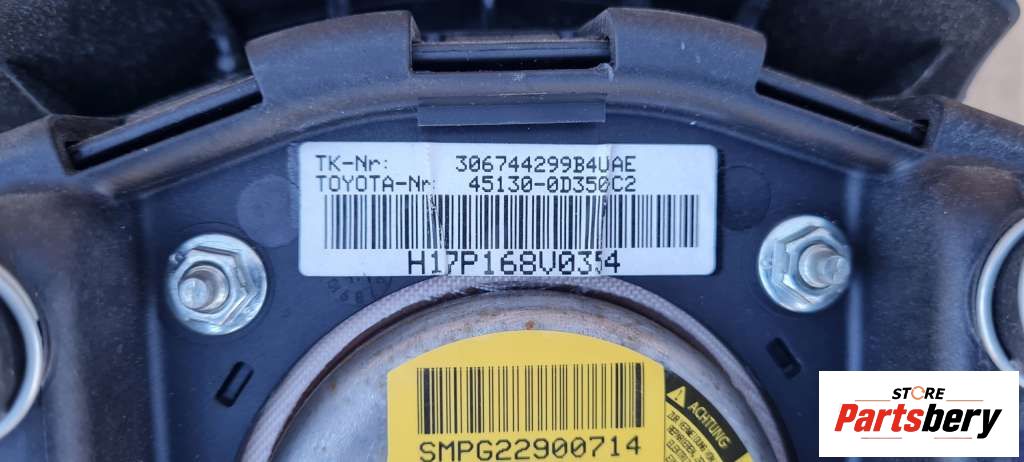 TK-Nr: 306744299B4UAE
TOYOTA-Nr: 45130-0D350C2
H17P168V0354
SMPG22900714
ACHTUNG
STORE
Partsbery